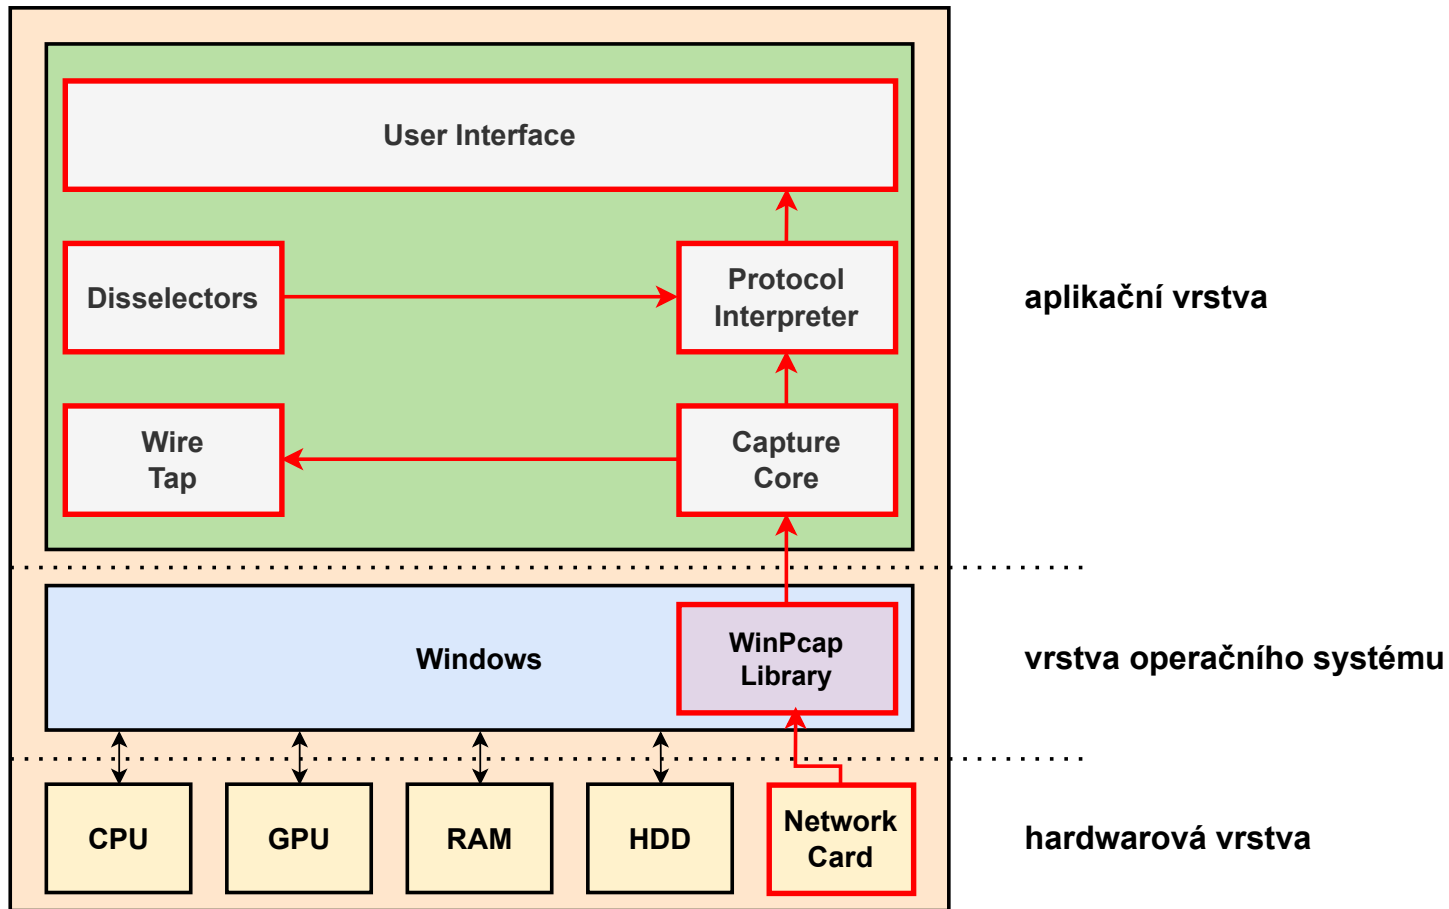 User Interface
Disselectors
Protocol
Interpreter
aplikační vrstva
Wire
Tap
Capture
Core
Windows
WinPcap
Library
vrstva operačního systému
CPU
GPU
RAM
HDD
Network
Card
hardwarová vrstva